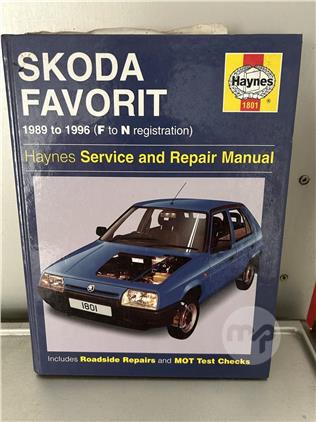 SKODA
FAVORIT
Haynes
1801
1989 to 1996 (F to N registration)
Haynes Service and Repair Manual
1801
Includes Roadside Repairs and MOT Test Checks